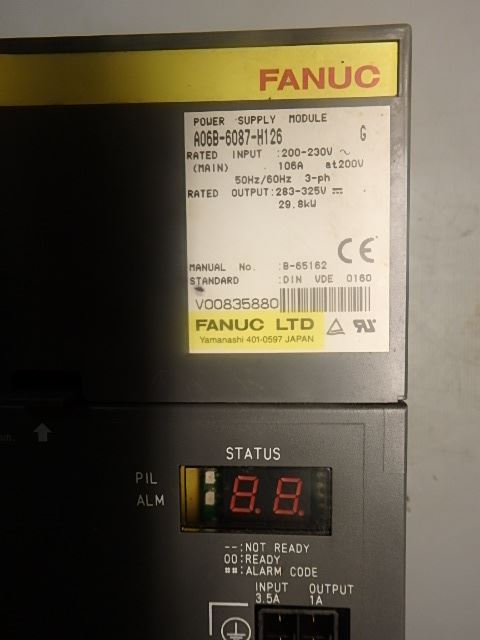 FANUC
POWER SUPPLY MODULE
A06B-6087-H126 G
RATED INPUT :200-230V ~
(MAIN) 106A at200V
50Hz/60Hz 3-ph
RATED OUTPUT:283-325V ⎓
29.8kW
CE
MANUAL No. :B-65162
STANDARD :DIN VDE 0160
V00835880
FANUC LTD
Yamanashi 401-0597 JAPAN
STATUS
PIL
ALM
8.8.
--:NOT READY
00:READY
##:ALARM CODE
INPUT OUTPUT
3.5A 1A